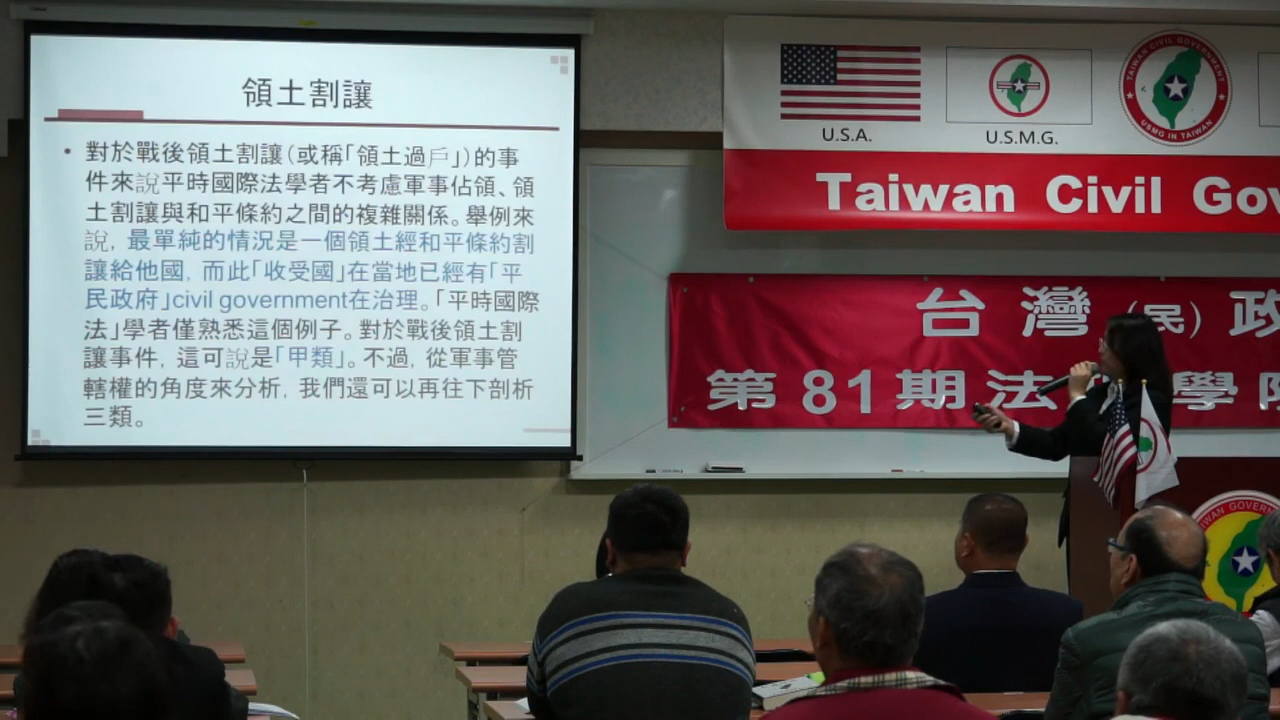 領土割讓
• 對於戰後領土割讓（或稱「領土過戶」）的事
件來說平時國際法學者不考慮軍事佔領、領
土割讓與和平條約之間的複雜關係。舉例來
說，最單純的情況是一個領土經和平條約割
讓給他國，而此「收受國」在當地已經有「平
民政府」civil government在治理。「平時國際
法」學者僅熟悉這個例子。對於戰後領土割
讓事件，這可說是「甲類」。不過，從軍事管
轄權的角度來分析，我們還可以再往下剖析
三類。
U.S.A.
U.S.M.G.
TAIWAN CIVIL GOVERNMENT
USMG IN TAIWAN
Taiwan Civil Gov
台灣（民）政
第81期法
學